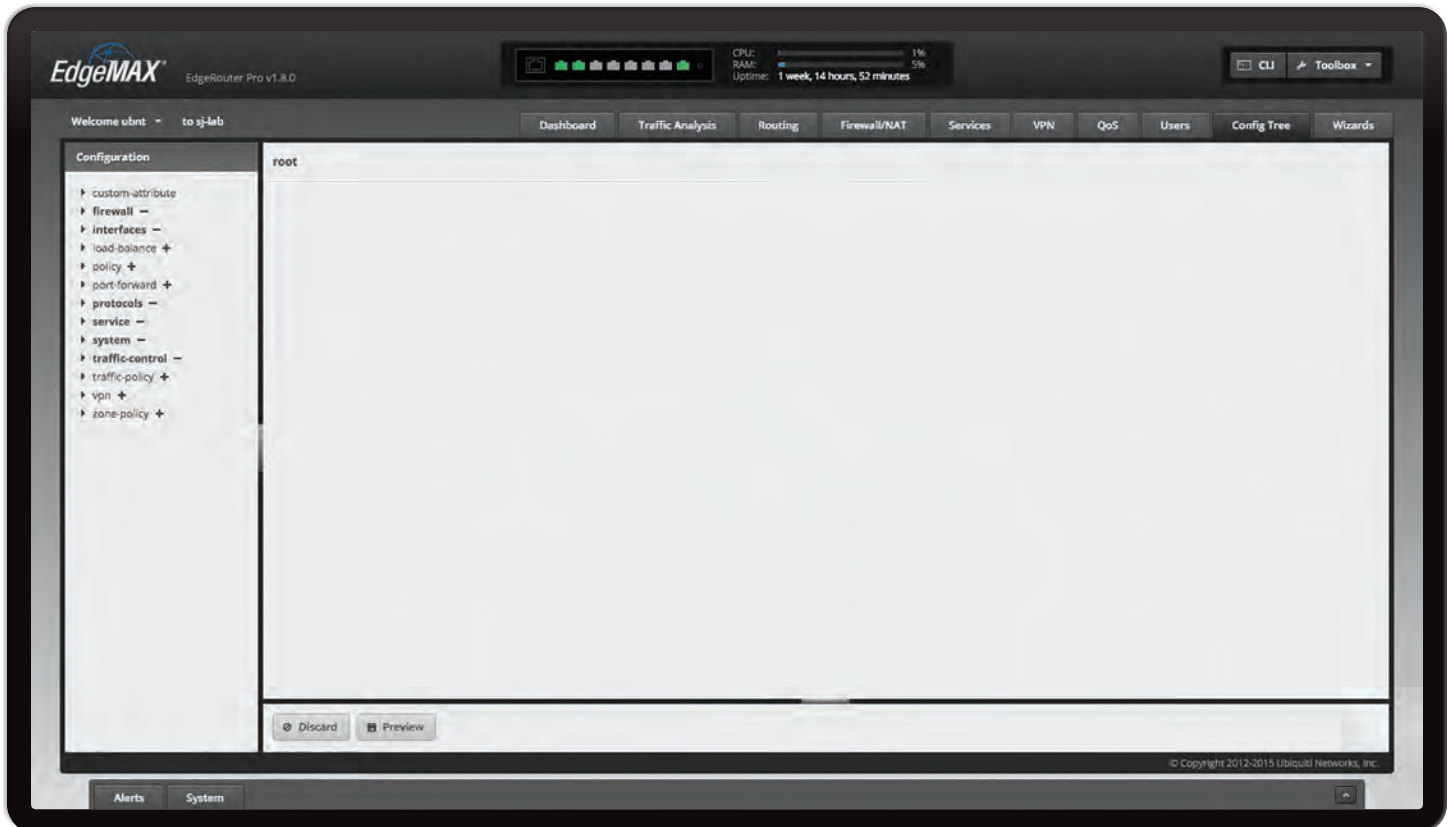 EdgeMAX® EdgeRouter Pro v1.8.0
CPU: 1%
RAM: 5%
Uptime: 1 week, 14 hours, 52 minutes
CLI Toolbox
Welcome ubnt to sj-lab
Dashboard Traffic Analysis Routing Firewall/NAT Services VPN QoS Users Config Tree Wizards
Configuration
custom-attribute
firewall −
interfaces −
load-balance +
policy +
port-forward +
protocols −
service −
system −
traffic-control −
traffic-policy +
vpn +
zone-policy +
root
Discard Preview
© Copyright 2012-2015 Ubiquiti Networks, Inc.
Alerts System